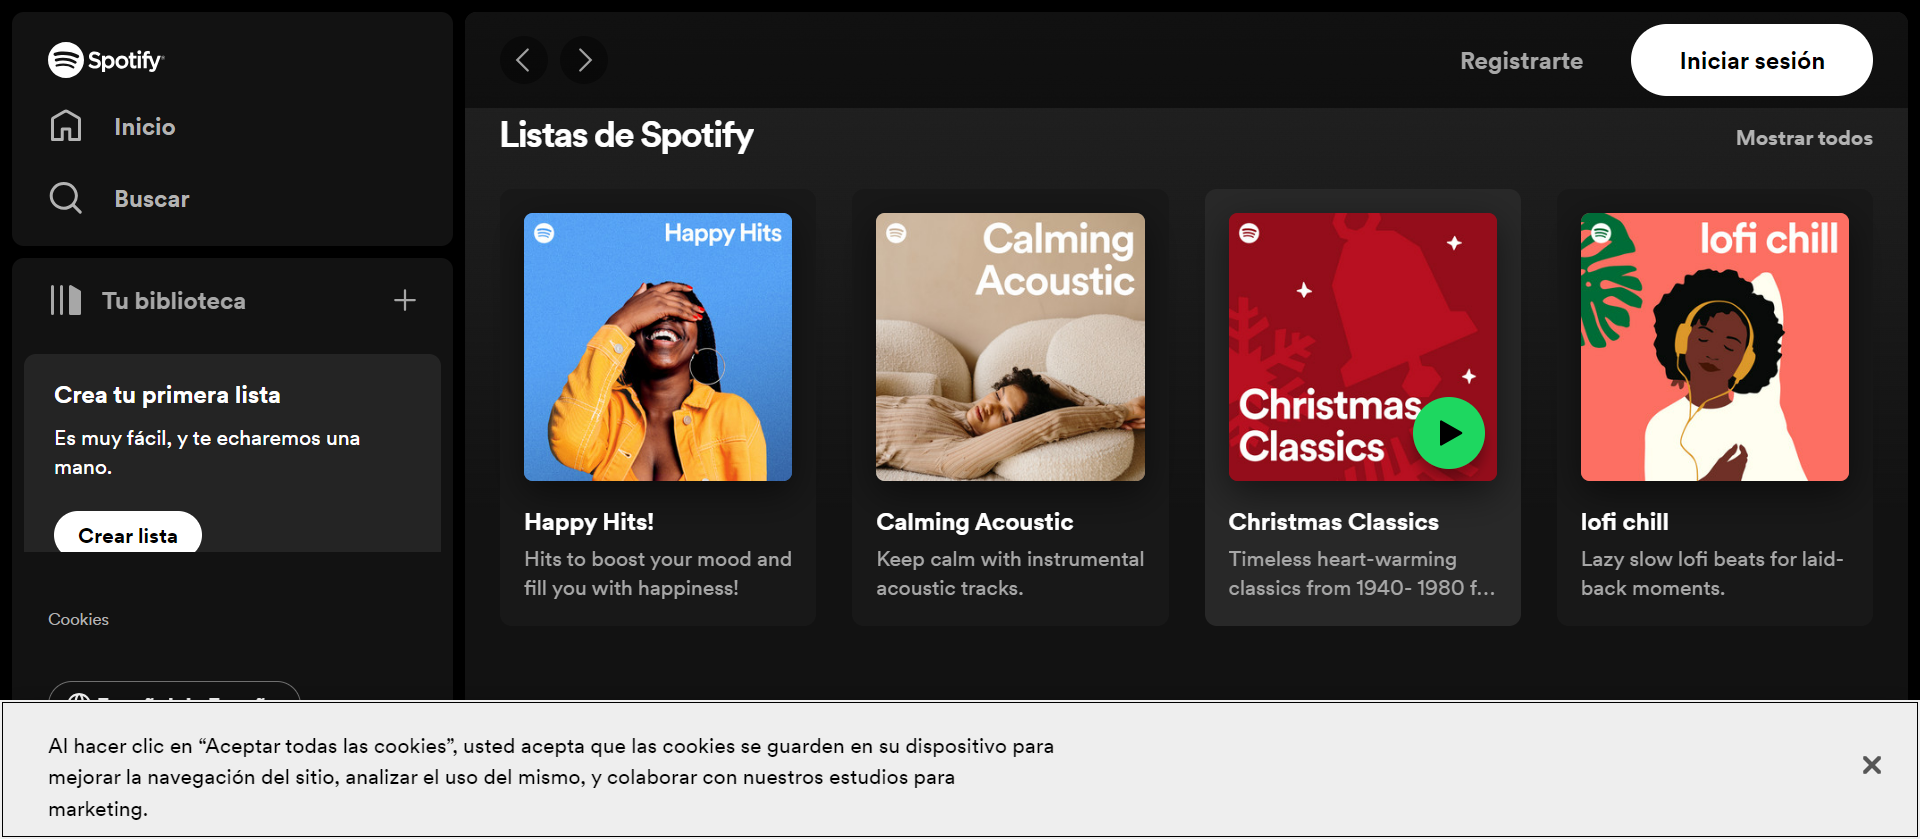 Spotify
Inicio
Buscar
Tu biblioteca
Crea tu primera lista
Es muy fácil, y te echaremos una
mano.
Crear lista
Cookies
Registrarte
Iniciar sesión
Listas de Spotify
Mostrar todos
Happy Hits
Happy Hits!
Hits to boost your mood and
fill you with happiness!
Calming
Acoustic
Calming Acoustic
Keep calm with instrumental
acoustic tracks.
Christmas
Classics
Christmas Classics
Timeless heart-warming
classics from 1940- 1980 f...
lofi chill
lofi chill
Lazy slow lofi beats for laid-
back moments.
Al hacer clic en “Aceptar todas las cookies”, usted acepta que las cookies se guarden en su dispositivo para
mejorar la navegación del sitio, analizar el uso del mismo, y colaborar con nuestros estudios para
marketing.